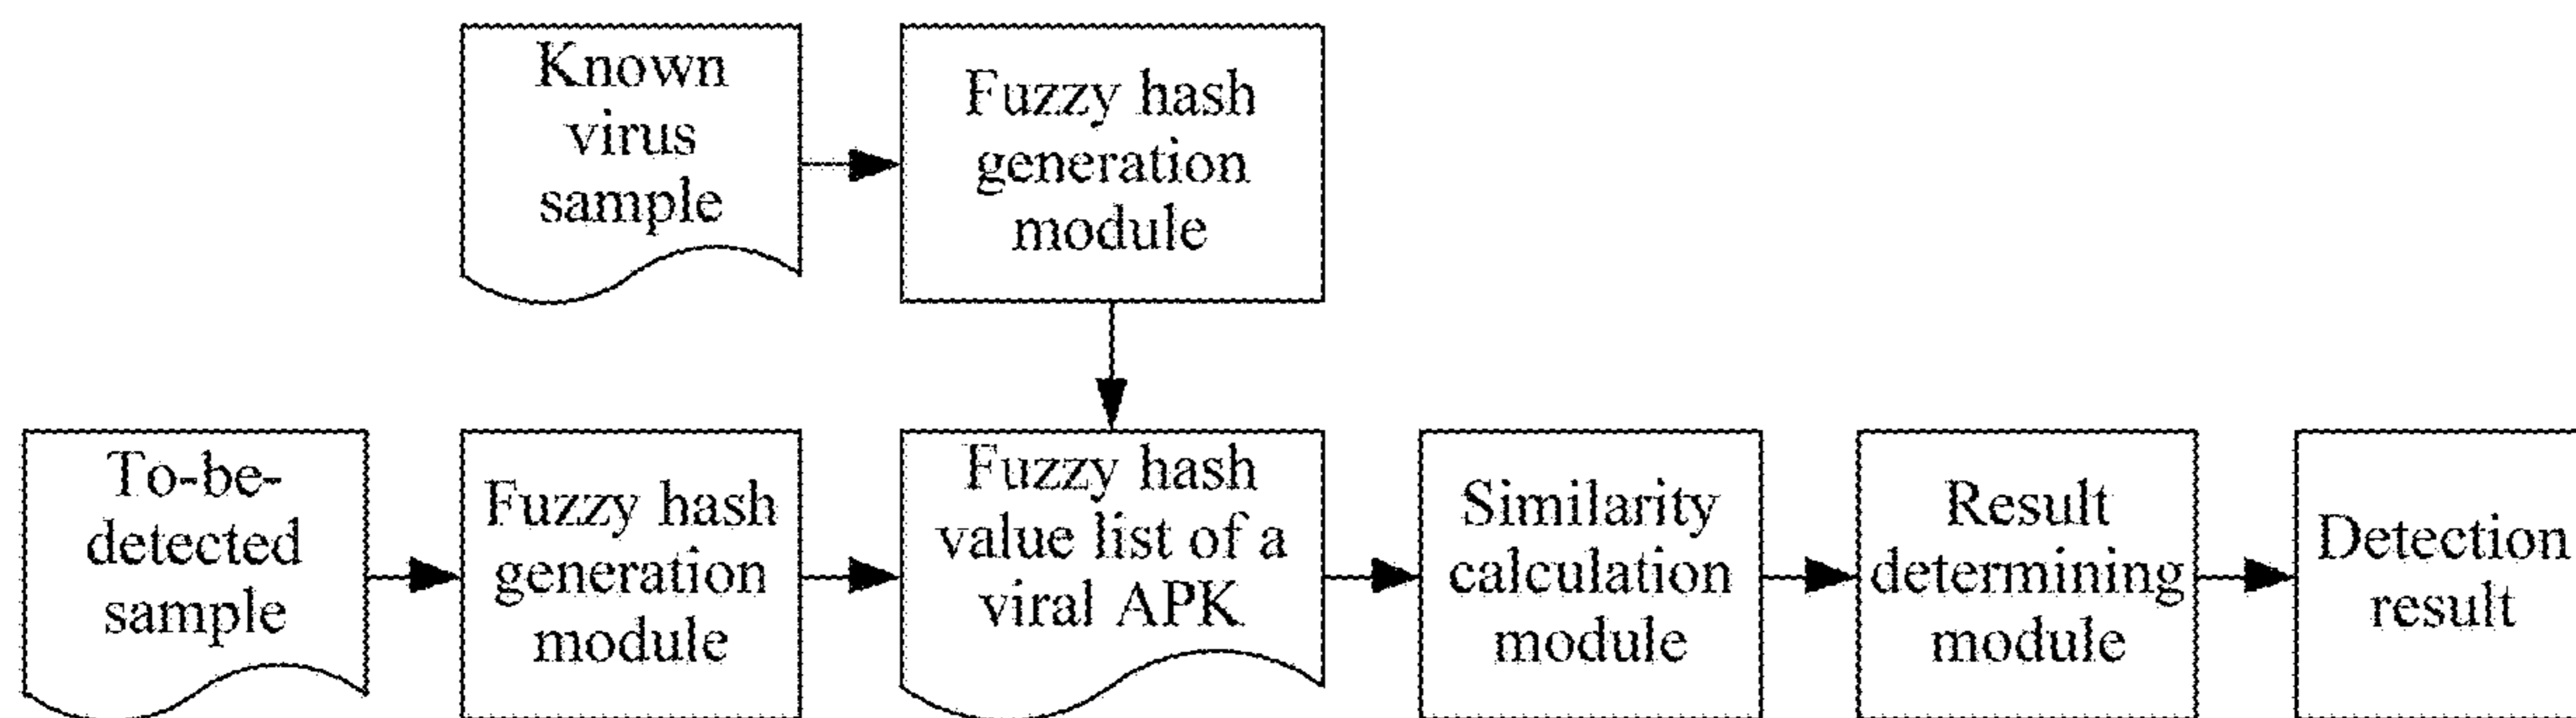 Known
virus
sample
Fuzzy hash
generation
module
To-be-
detected
sample
Fuzzy hash
generation
module
Fuzzy hash
value list of a
viral APK
Similarity
calculation
module
Result
determining
module
Detection
result